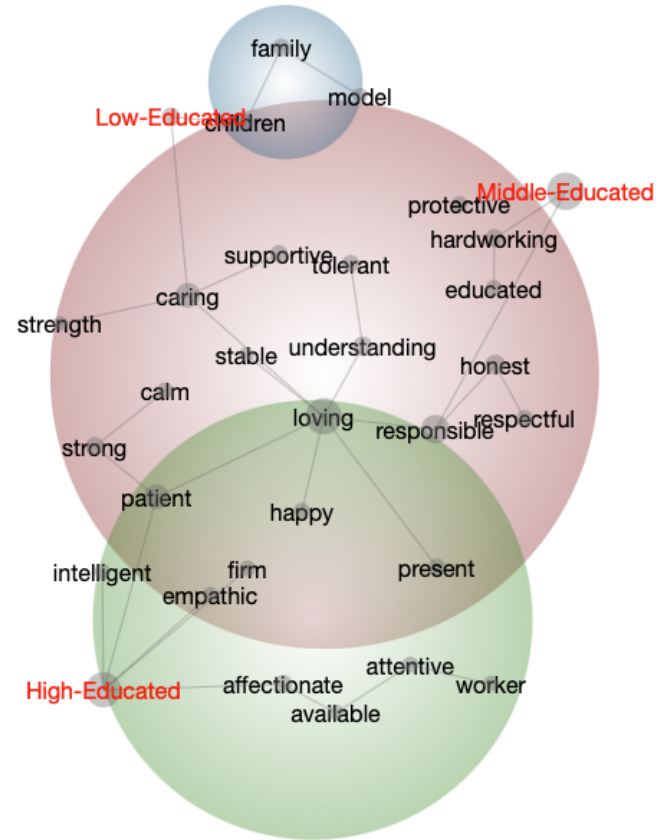 family
model
Low-Educated
children
Middle-Educated
protective
hardworking
supportive
tolerant
educated
caring
strength
stable
understanding
honest
calm
loving
responsible
respectful
strong
patient
happy
intelligent
firm
present
empathic
attentive
High-Educated
affectionate
worker
available